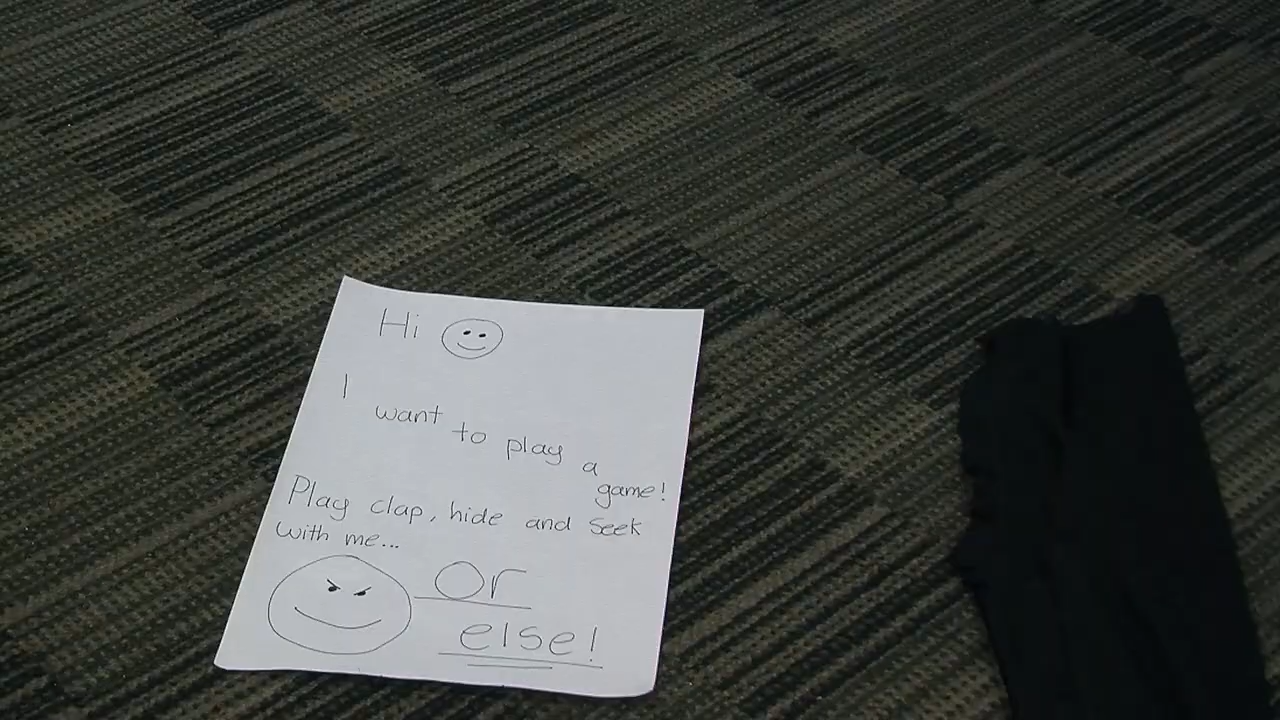 Hi
I want to play a game!
Play clap, hide and seek
with me...
or
else!